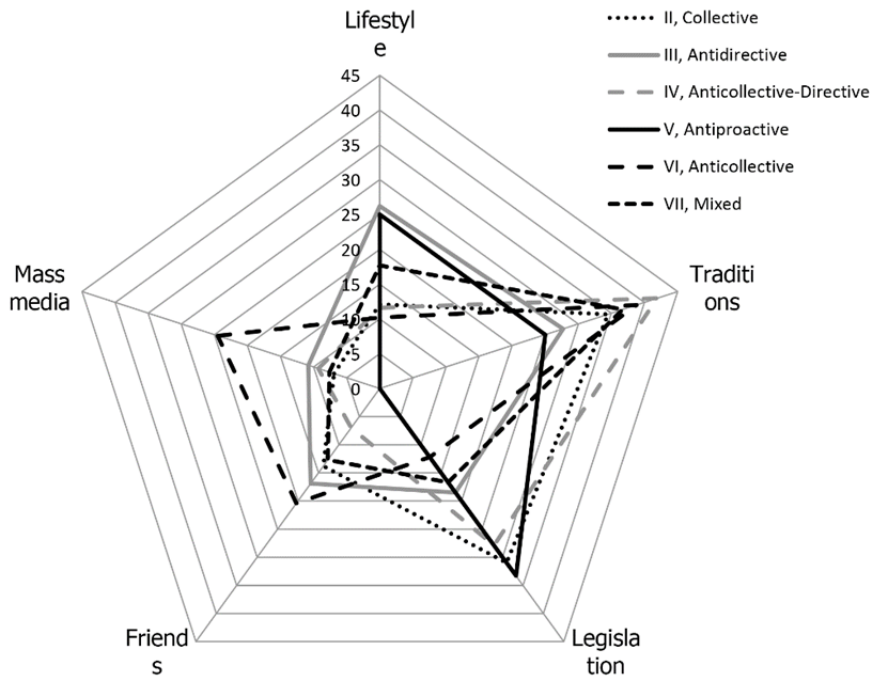 Lifestyl
e
45
40
35
30
25
20
15
10
5
0
Traditi
ons
Legisla
tion
Friend
s
Mass
media
II, Collective
III, Antidirective
IV, Anticollective-Directive
V, Antiproactive
VI, Anticollective
VII, Mixed